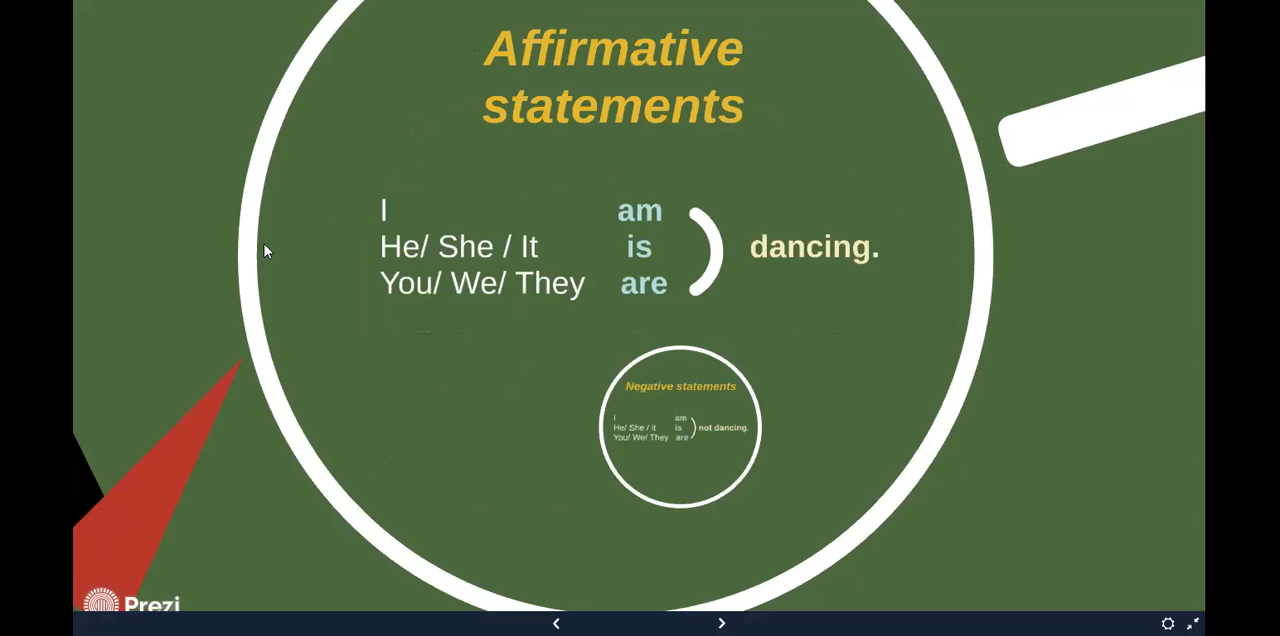 Affirmative
statements
I am
He/ She / It is dancing.
You/ We/ They are
Negative statements
I am
He/ She / It is not dancing.
You/ We/ They are
Prezi